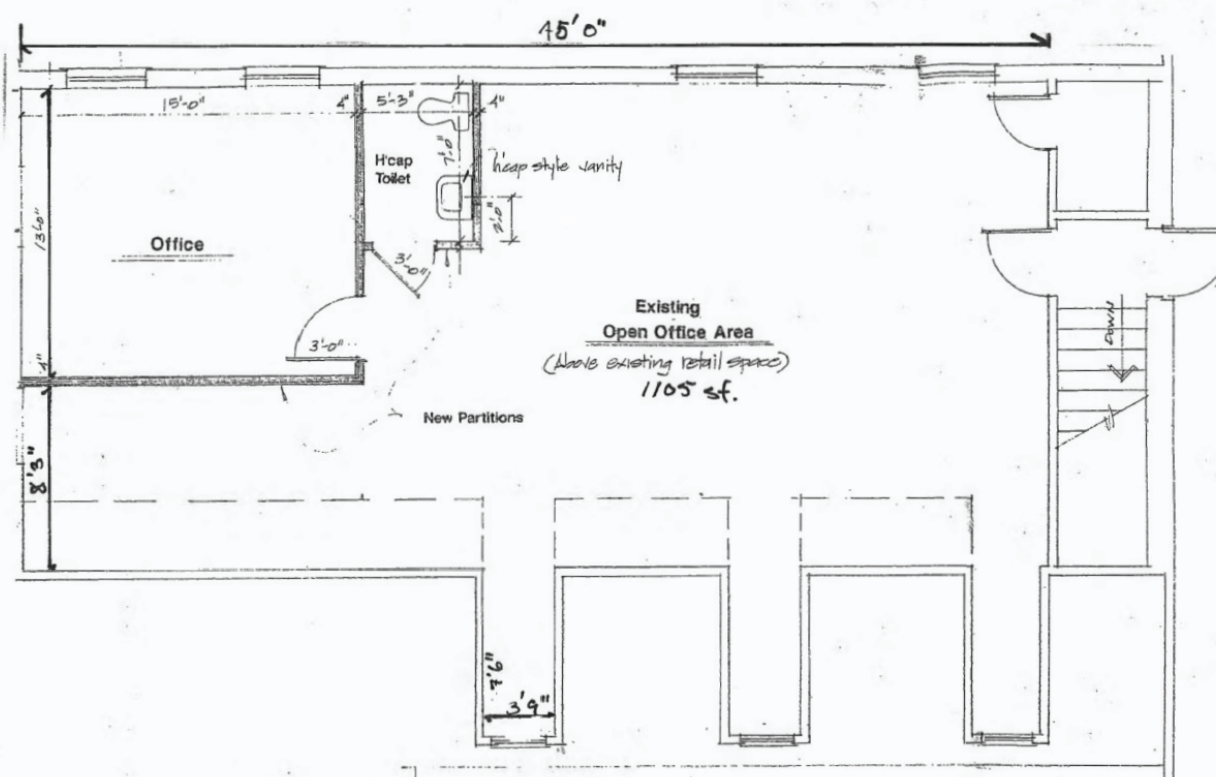 45'0"
15'-0"
4"
5'-3"
4"
H'cap
Toilet
7'-0"
h'cap style vanity
2'-0"
13'-0"
Office
3'-0"
3'-0"
4"
Existing
Open Office Area
(Above existing retail space)
1105 sf.
DOWN
New Partitions
8'3"
7'6"
3'9"